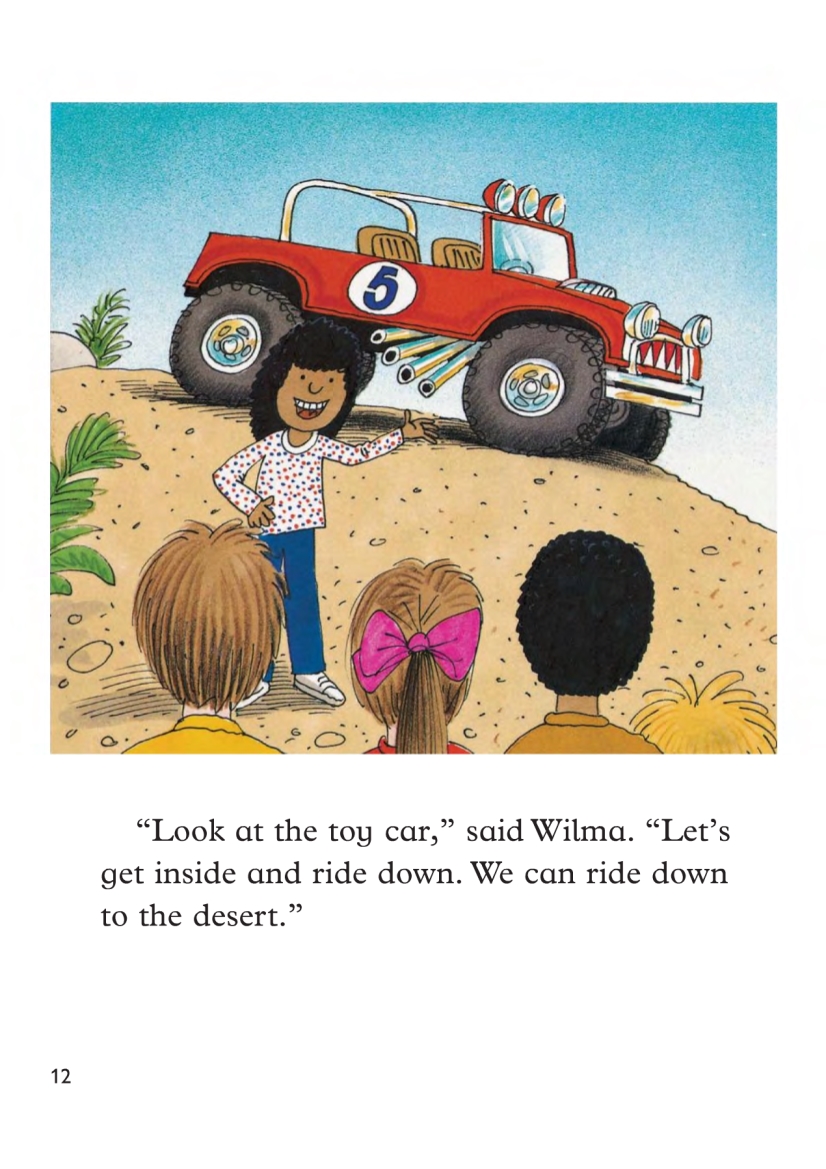 5
“Look at the toy car,” said Wilma. “Let’s
get inside and ride down. We can ride down
to the desert.”
12